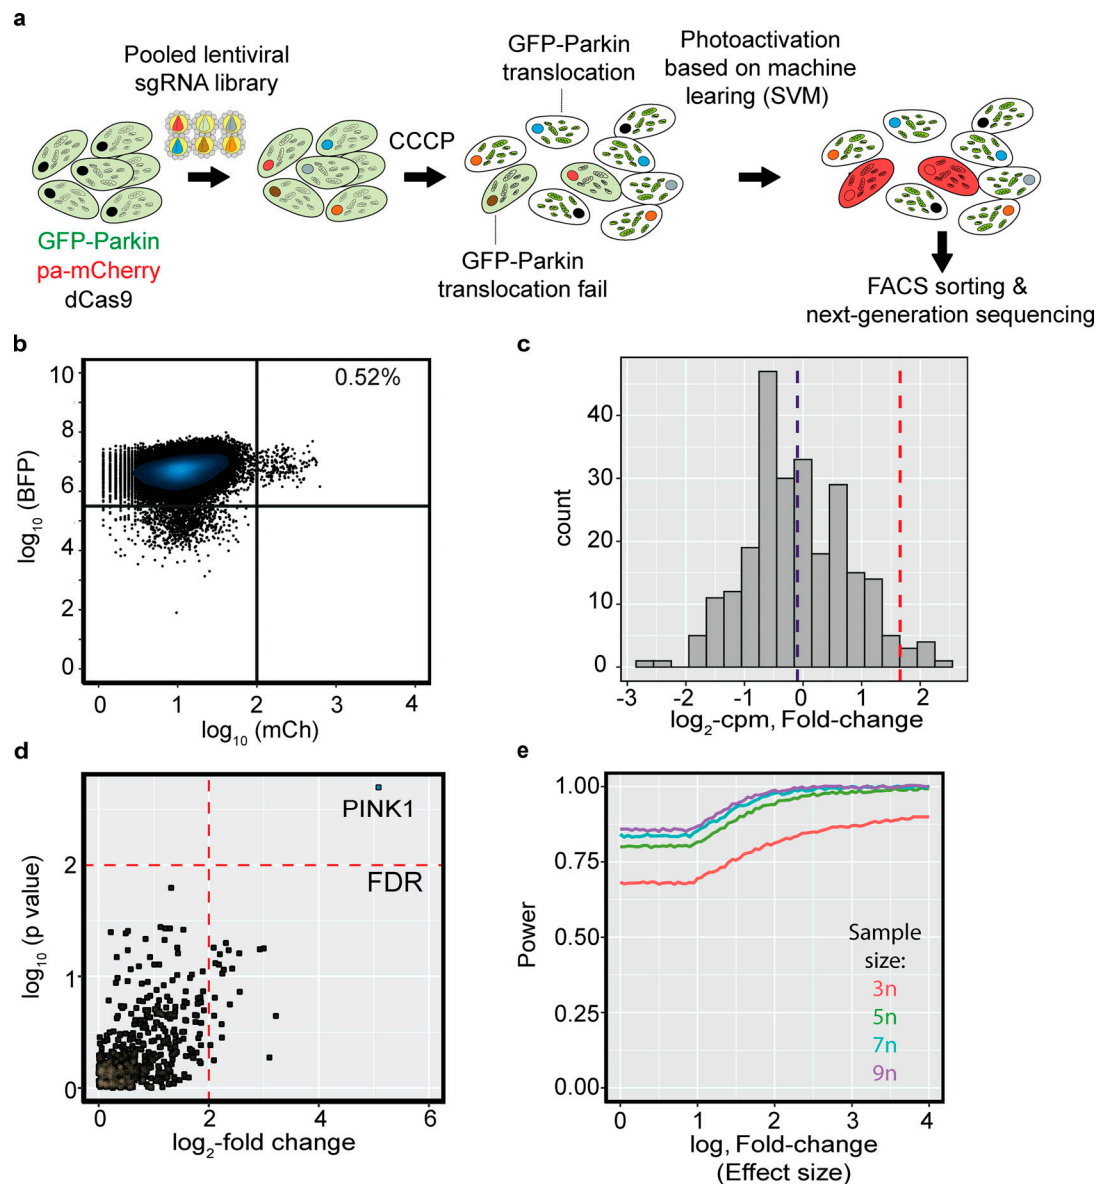 a
Pooled lentiviral
sgRNA library
GFP-Parkin
translocation
Photoactivation
based on machine
learing (SVM)
CCCP
GFP-Parkin
pa-mCherry
dCas9
GFP-Parkin
translocation fail
FACS sorting &
next-generation sequencing
b
0.52%
10
8
6
4
2
0
log10 (BFP)
0 1 2 3 4
log10 (mCh)
c
40
30
20
10
0
count
-3 -2 -1 0 1 2
log2-cpm, Fold-change
d
PINK1
FDR
2
1
0
log10 (p value)
0 2 4 6
log2-fold change
e
1.00
0.75
0.50
0.25
0.00
Power
Sample
size:
3n
5n
7n
9n
0 1 2 3 4
log, Fold-change
(Effect size)